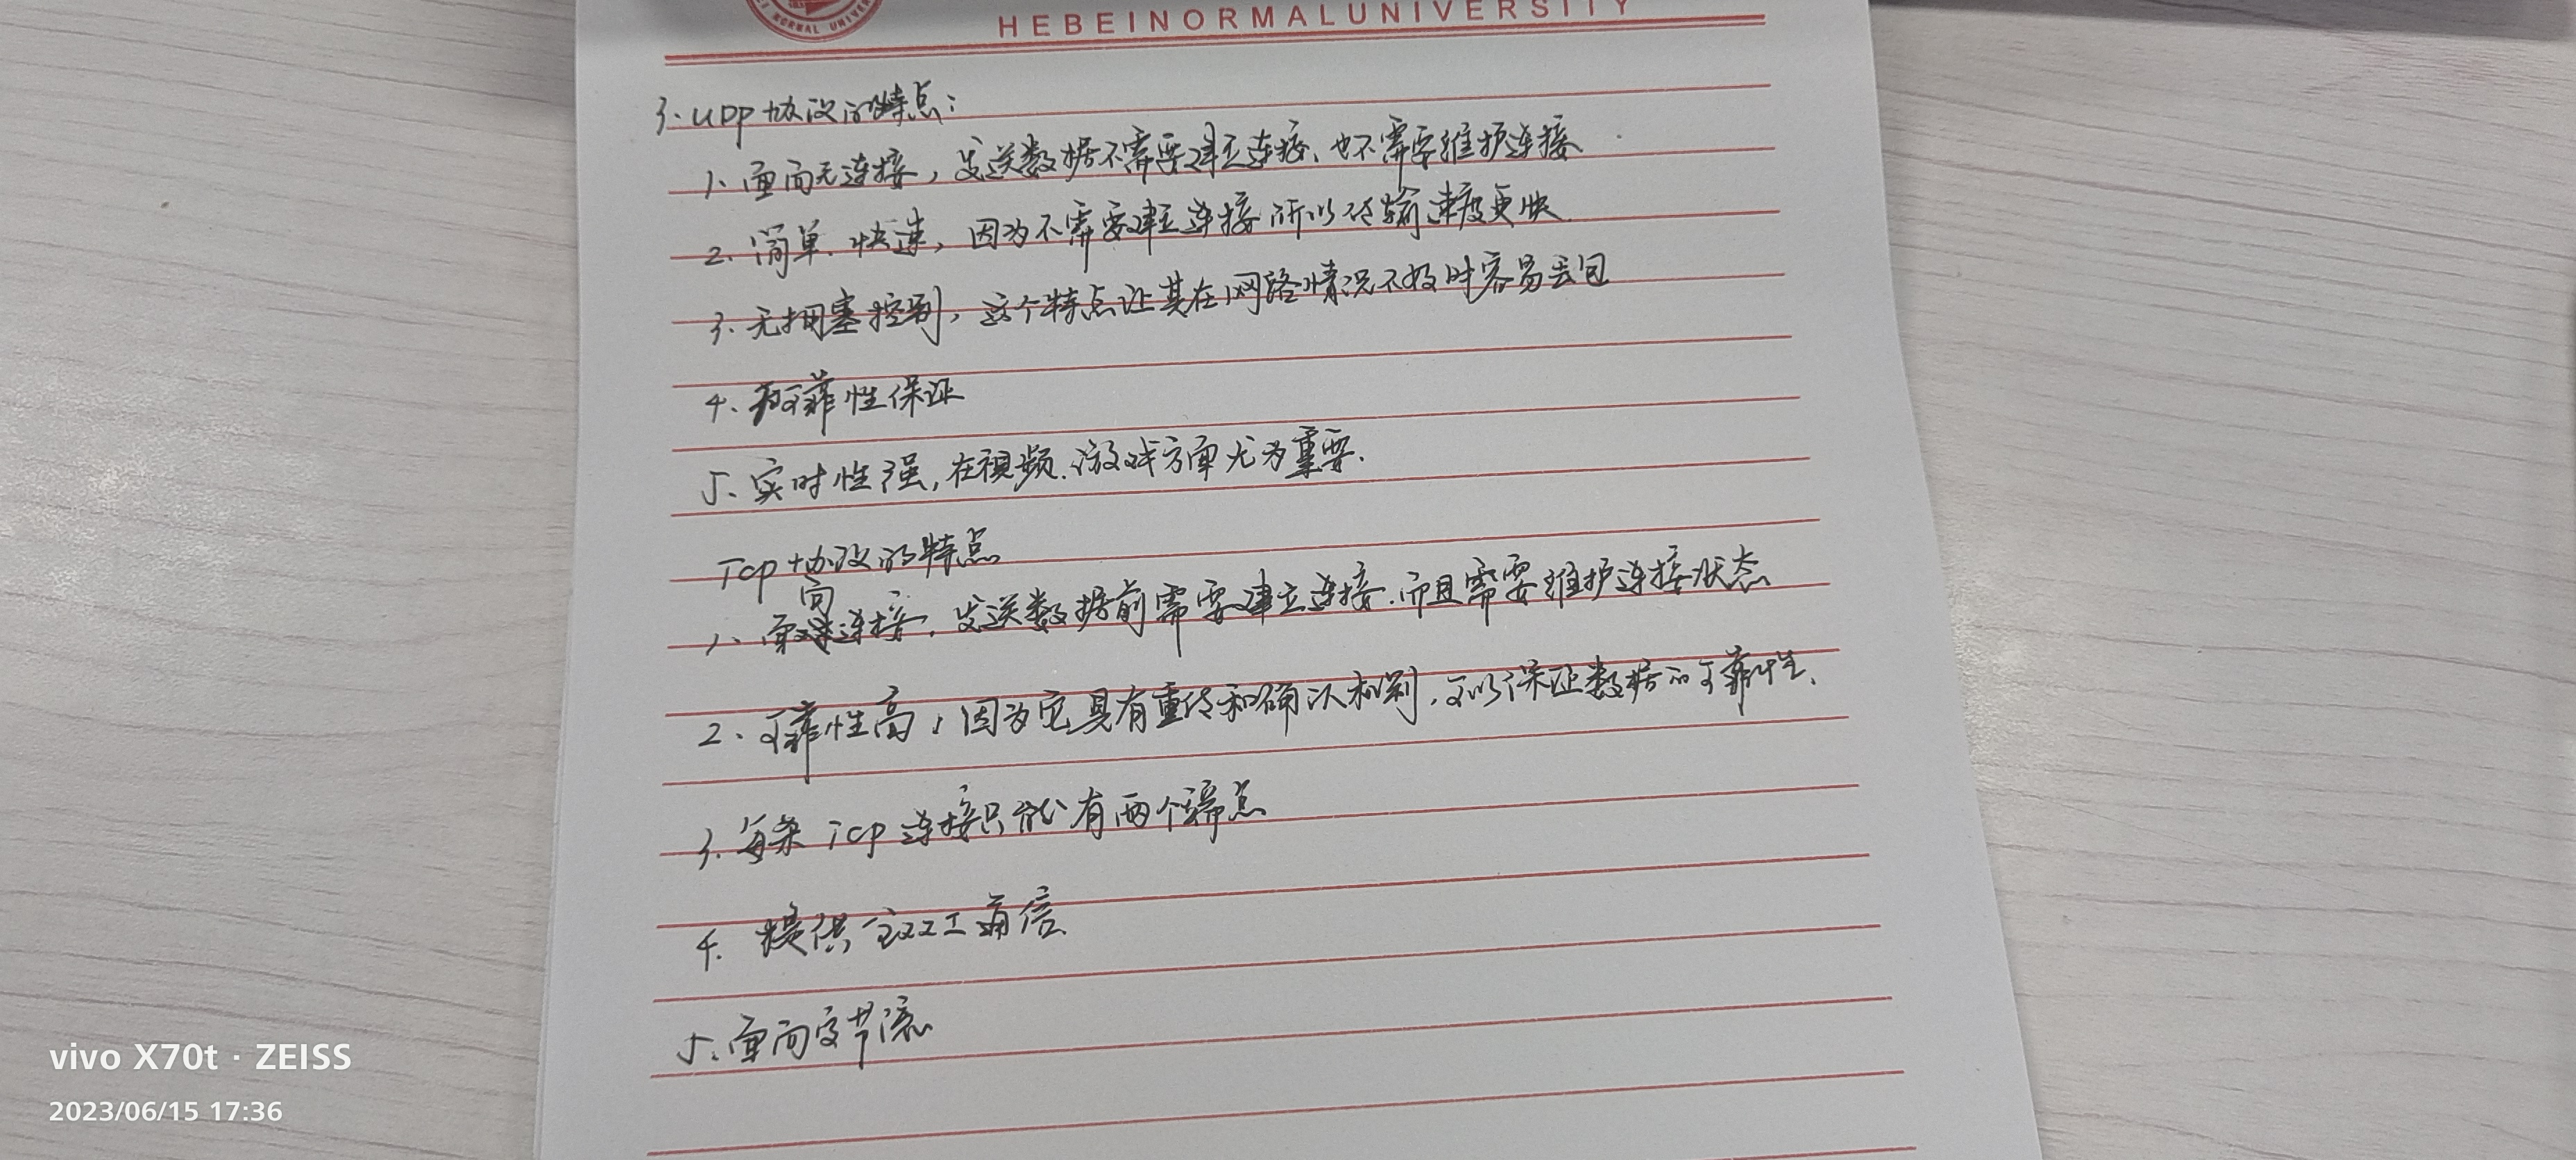 NORMAL UNIVER
HEBEINORMALUNIVERSITY
3. UDP协议的特点:
1、面向无连接,发送数据不需要建立连接、也不需要维护连接
2、简单、快速,因为不需要建立连接所以传输速度更快
3、无拥塞控制,这个特点让其在网络情况不好时容易丢包
4、可靠性保证
5、实时性强,在视频、游戏方面尤为重要.
Tcp协议的特点
1、面向连接,发送数据前需要建立连接.而且需要维护连接状态
2、可靠性高,因为它具有重传和确认机制,可以保证数据的可靠性、
3、每条Tcp连接只能有两个端点
4、提供全双工通信
5、面向字节流
vivo X70t · ZEISS
2023/06/15 17:36